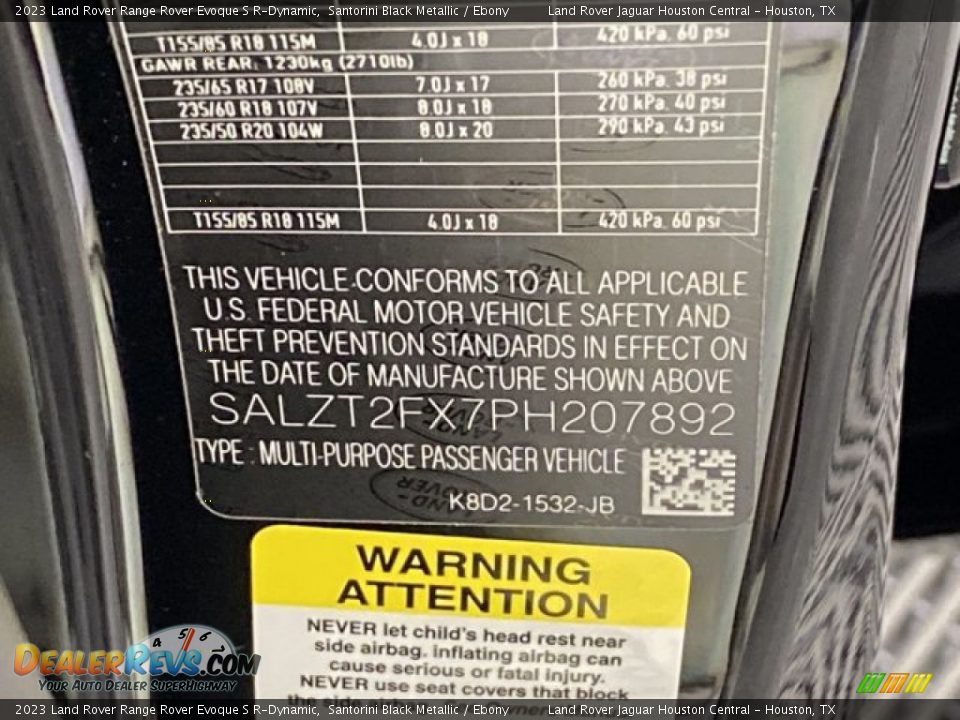 2023 Land Rover Range Rover Evoque S R-Dynamic, Santorini Black Metallic / Ebony Land Rover Jaguar Houston Central - Houston, TX
T155/85 R18 115M 4.0J x 18 420 kPa. 60 psi
GAWR REAR: 1230kg (2710lb)
235/65 R17 108V 7.0J x 17 260 kPa. 38 psi
235/60 R18 107V 8.0J x 18 270 kPa. 40 psi
235/50 R20 104W 8.0J x 20 290 kPa. 43 psi
T155/85 R18 115M 4.0J x 18 420 kPa. 60 psi
THIS VEHICLE CONFORMS TO ALL APPLICABLE
U.S. FEDERAL MOTOR VEHICLE SAFETY AND
THEFT PREVENTION STANDARDS IN EFFECT ON
THE DATE OF MANUFACTURE SHOWN ABOVE
SALZT2FX7PH207892
TYPE : MULTI-PURPOSE PASSENGER VEHICLE
K8D2-1532-JB
WARNING
ATTENTION
NEVER let child's head rest near
side airbag. Inflating airbag can
cause serious or fatal injury.
NEVER use seat covers that block
DealerRevs.com
Your Auto Dealer SuperHighway
2023 Land Rover Range Rover Evoque S R-Dynamic, Santorini Black Metallic / Ebony Land Rover Jaguar Houston Central - Houston, TX